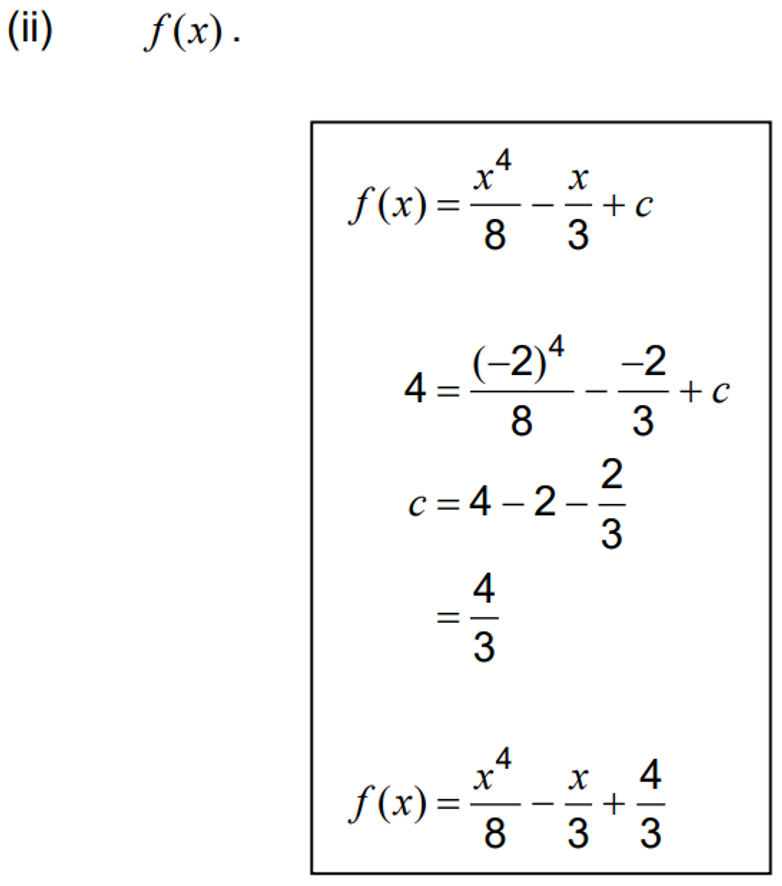 (ii) f(x).
f(x) = x^4/8 − x/3 + c
4 = (−2)^4/8 − −2/3 + c
c = 4 − 2 − 2/3
= 4/3
f(x) = x^4/8 − x/3 + 4/3